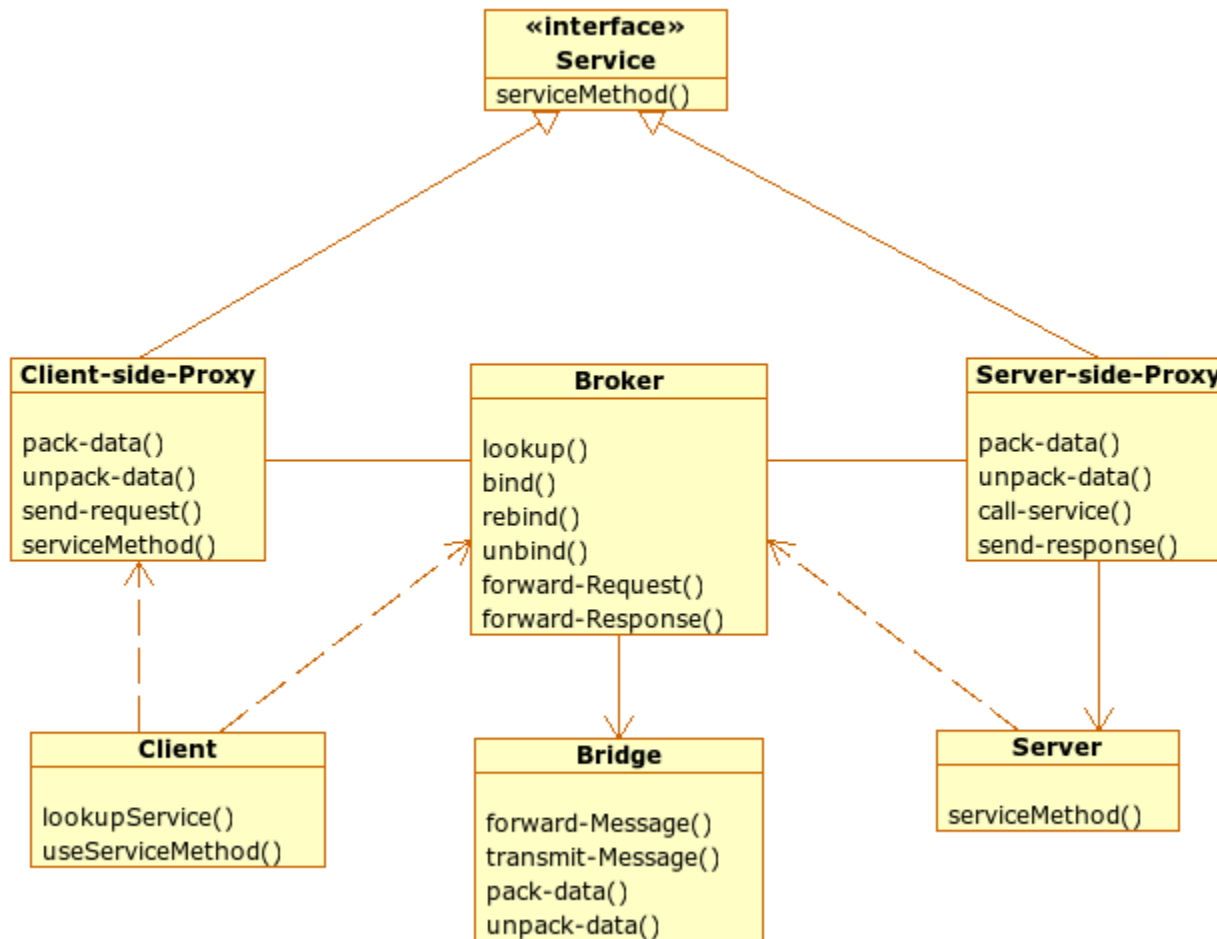 «interface»
Service
serviceMethod()
Client-side-Proxy
pack-data()
unpack-data()
send-request()
serviceMethod()
Broker
lookup()
bind()
rebind()
unbind()
forward-Request()
forward-Response()
Server-side-Proxy
pack-data()
unpack-data()
call-service()
send-response()
Client
lookupService()
useServiceMethod()
Bridge
forward-Message()
transmit-Message()
pack-data()
unpack-data()
Server
serviceMethod()